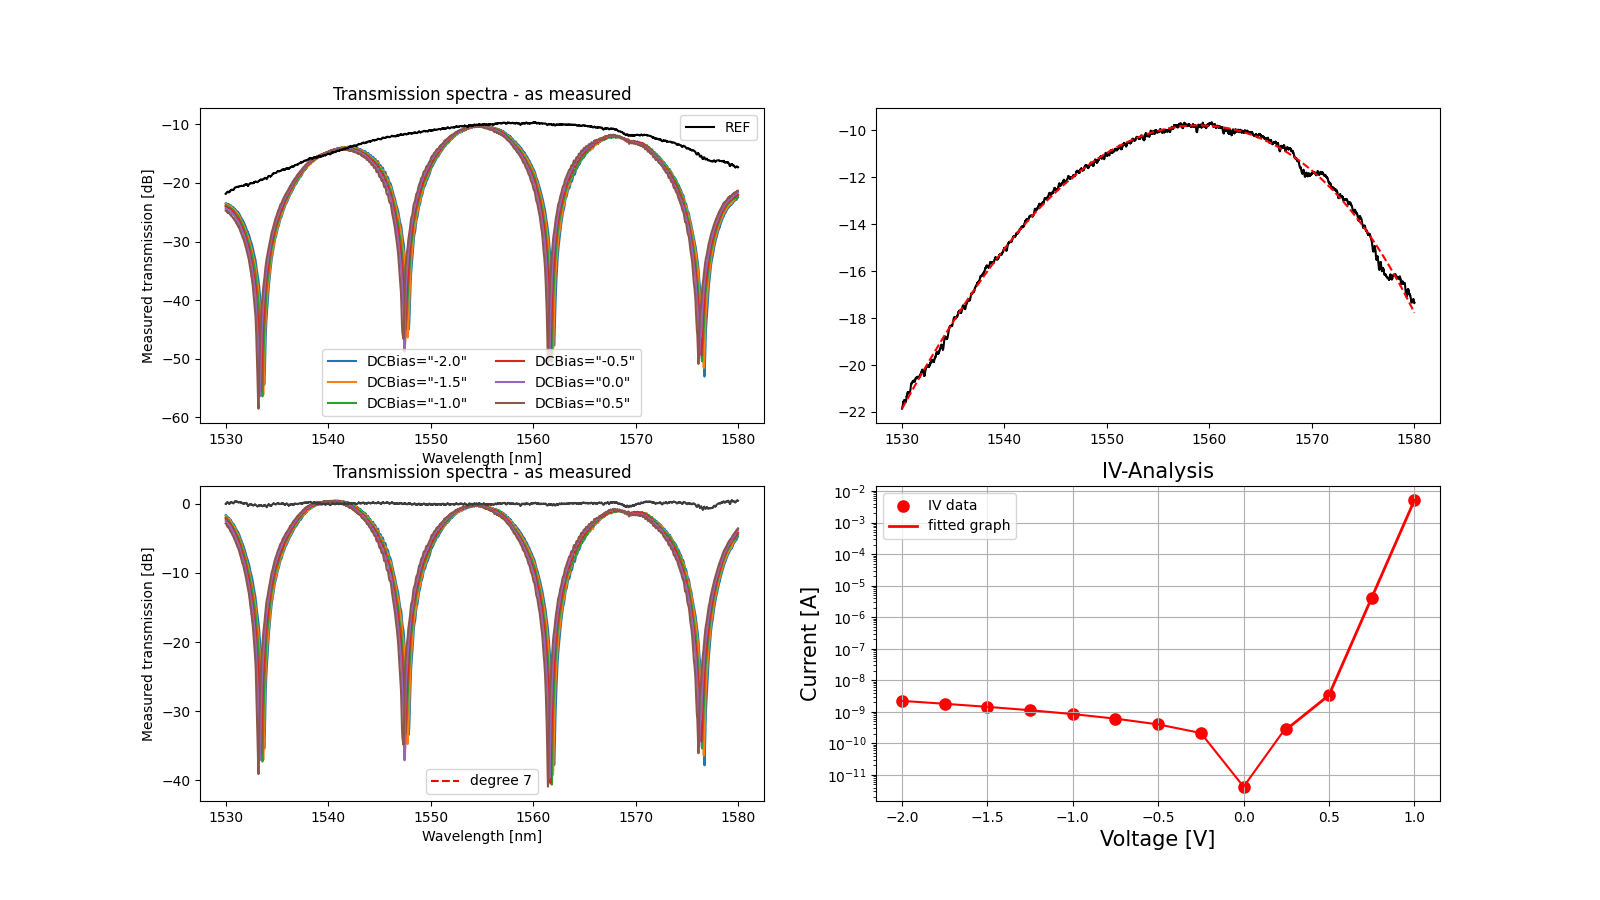 Transmission spectra - as measured
Measured transmission [dB]
−10
−20
−30
−40
−50
−60
REF
DCBias="-2.0"
DCBias="-1.5"
DCBias="-1.0"
DCBias="-0.5"
DCBias="0.0"
DCBias="0.5"
1530 1540 1550 1560 1570 1580
Wavelength [nm]
−10
−12
−14
−16
−18
−20
−22
1530 1540 1550 1560 1570 1580
Transmission spectra - as measured
Measured transmission [dB]
0
−10
−20
−30
−40
degree 7
1530 1540 1550 1560 1570 1580
Wavelength [nm]
IV-Analysis
Current [A]
10⁻²
10⁻³
10⁻⁴
10⁻⁵
10⁻⁶
10⁻⁷
10⁻⁸
10⁻⁹
10⁻¹⁰
10⁻¹¹
IV data
fitted graph
−2.0 −1.5 −1.0 −0.5 0.0 0.5 1.0
Voltage [V]